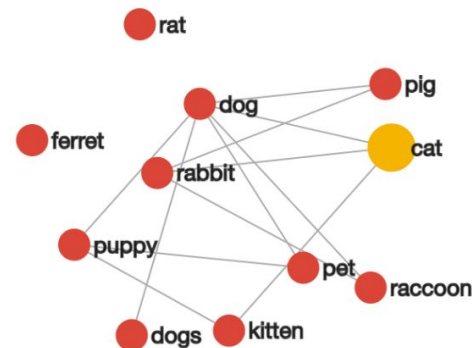 rat
pig
dog
ferret
cat
rabbit
puppy
pet
raccoon
dogs
kitten